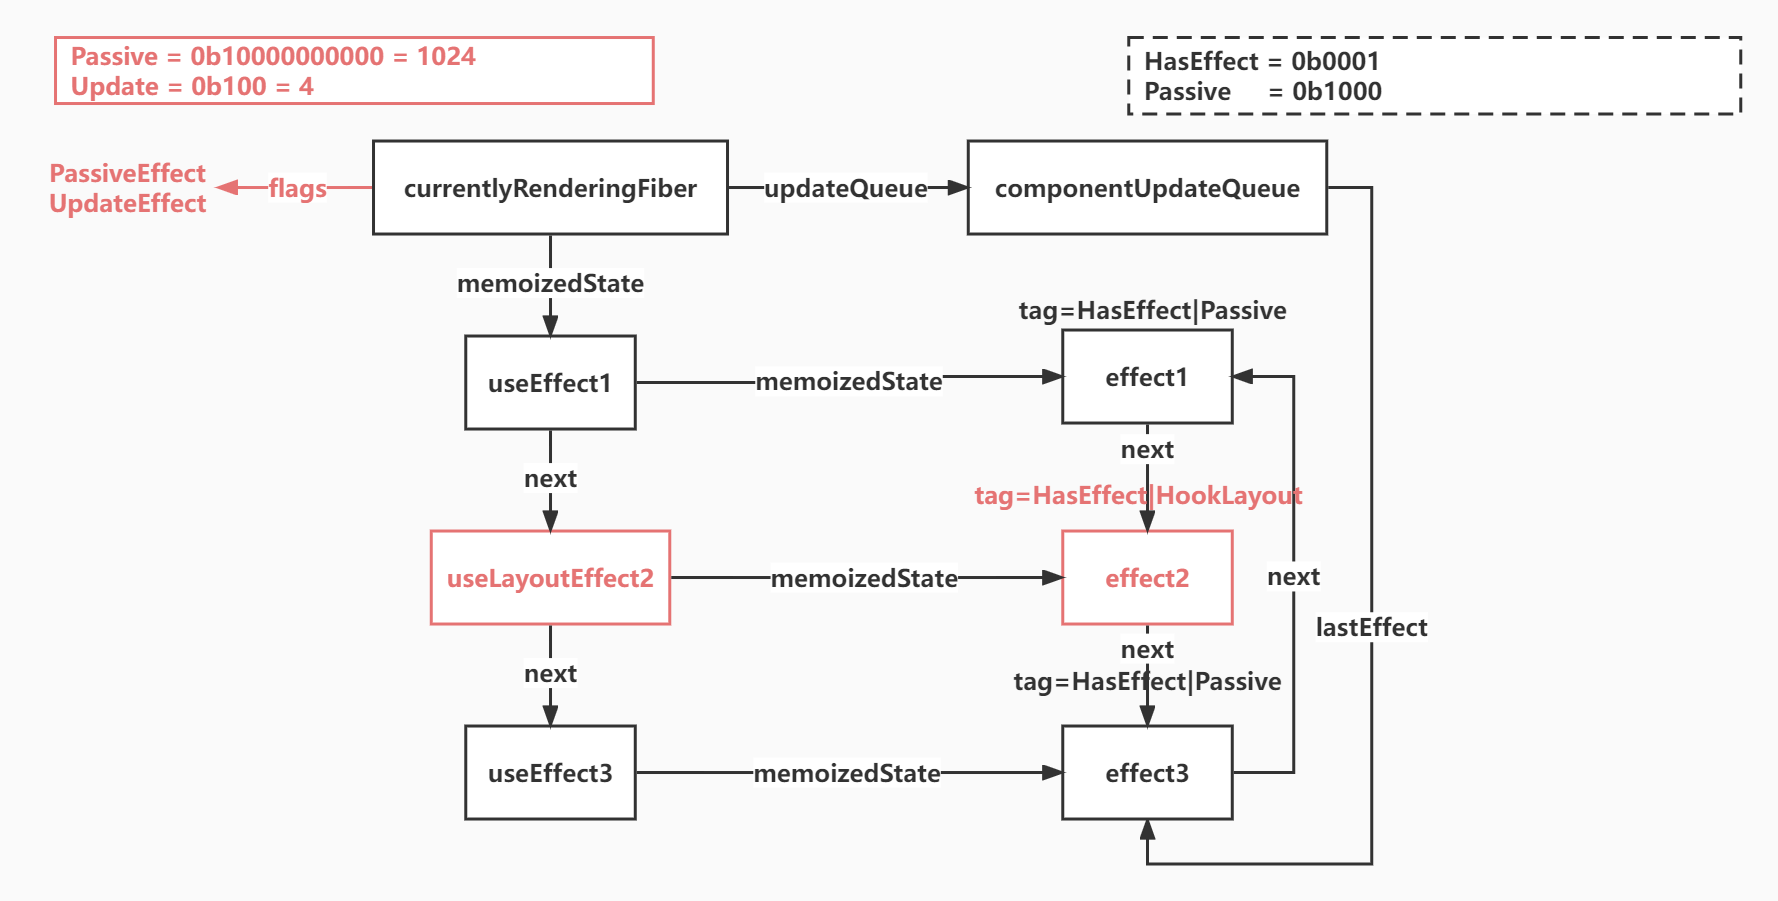 Passive = 0b10000000000 = 1024
Update = 0b100 = 4
HasEffect = 0b0001
Passive = 0b1000
PassiveEffect
UpdateEffect
flags
currentlyRenderingFiber
updateQueue
componentUpdateQueue
memoizedState
tag=HasEffect|Passive
useEffect1
memoizedState
effect1
next
next
tag=HasEffect|HookLayout
useLayoutEffect2
memoizedState
effect2
next
lastEffect
next
next
tag=HasEffect|Passive
useEffect3
memoizedState
effect3